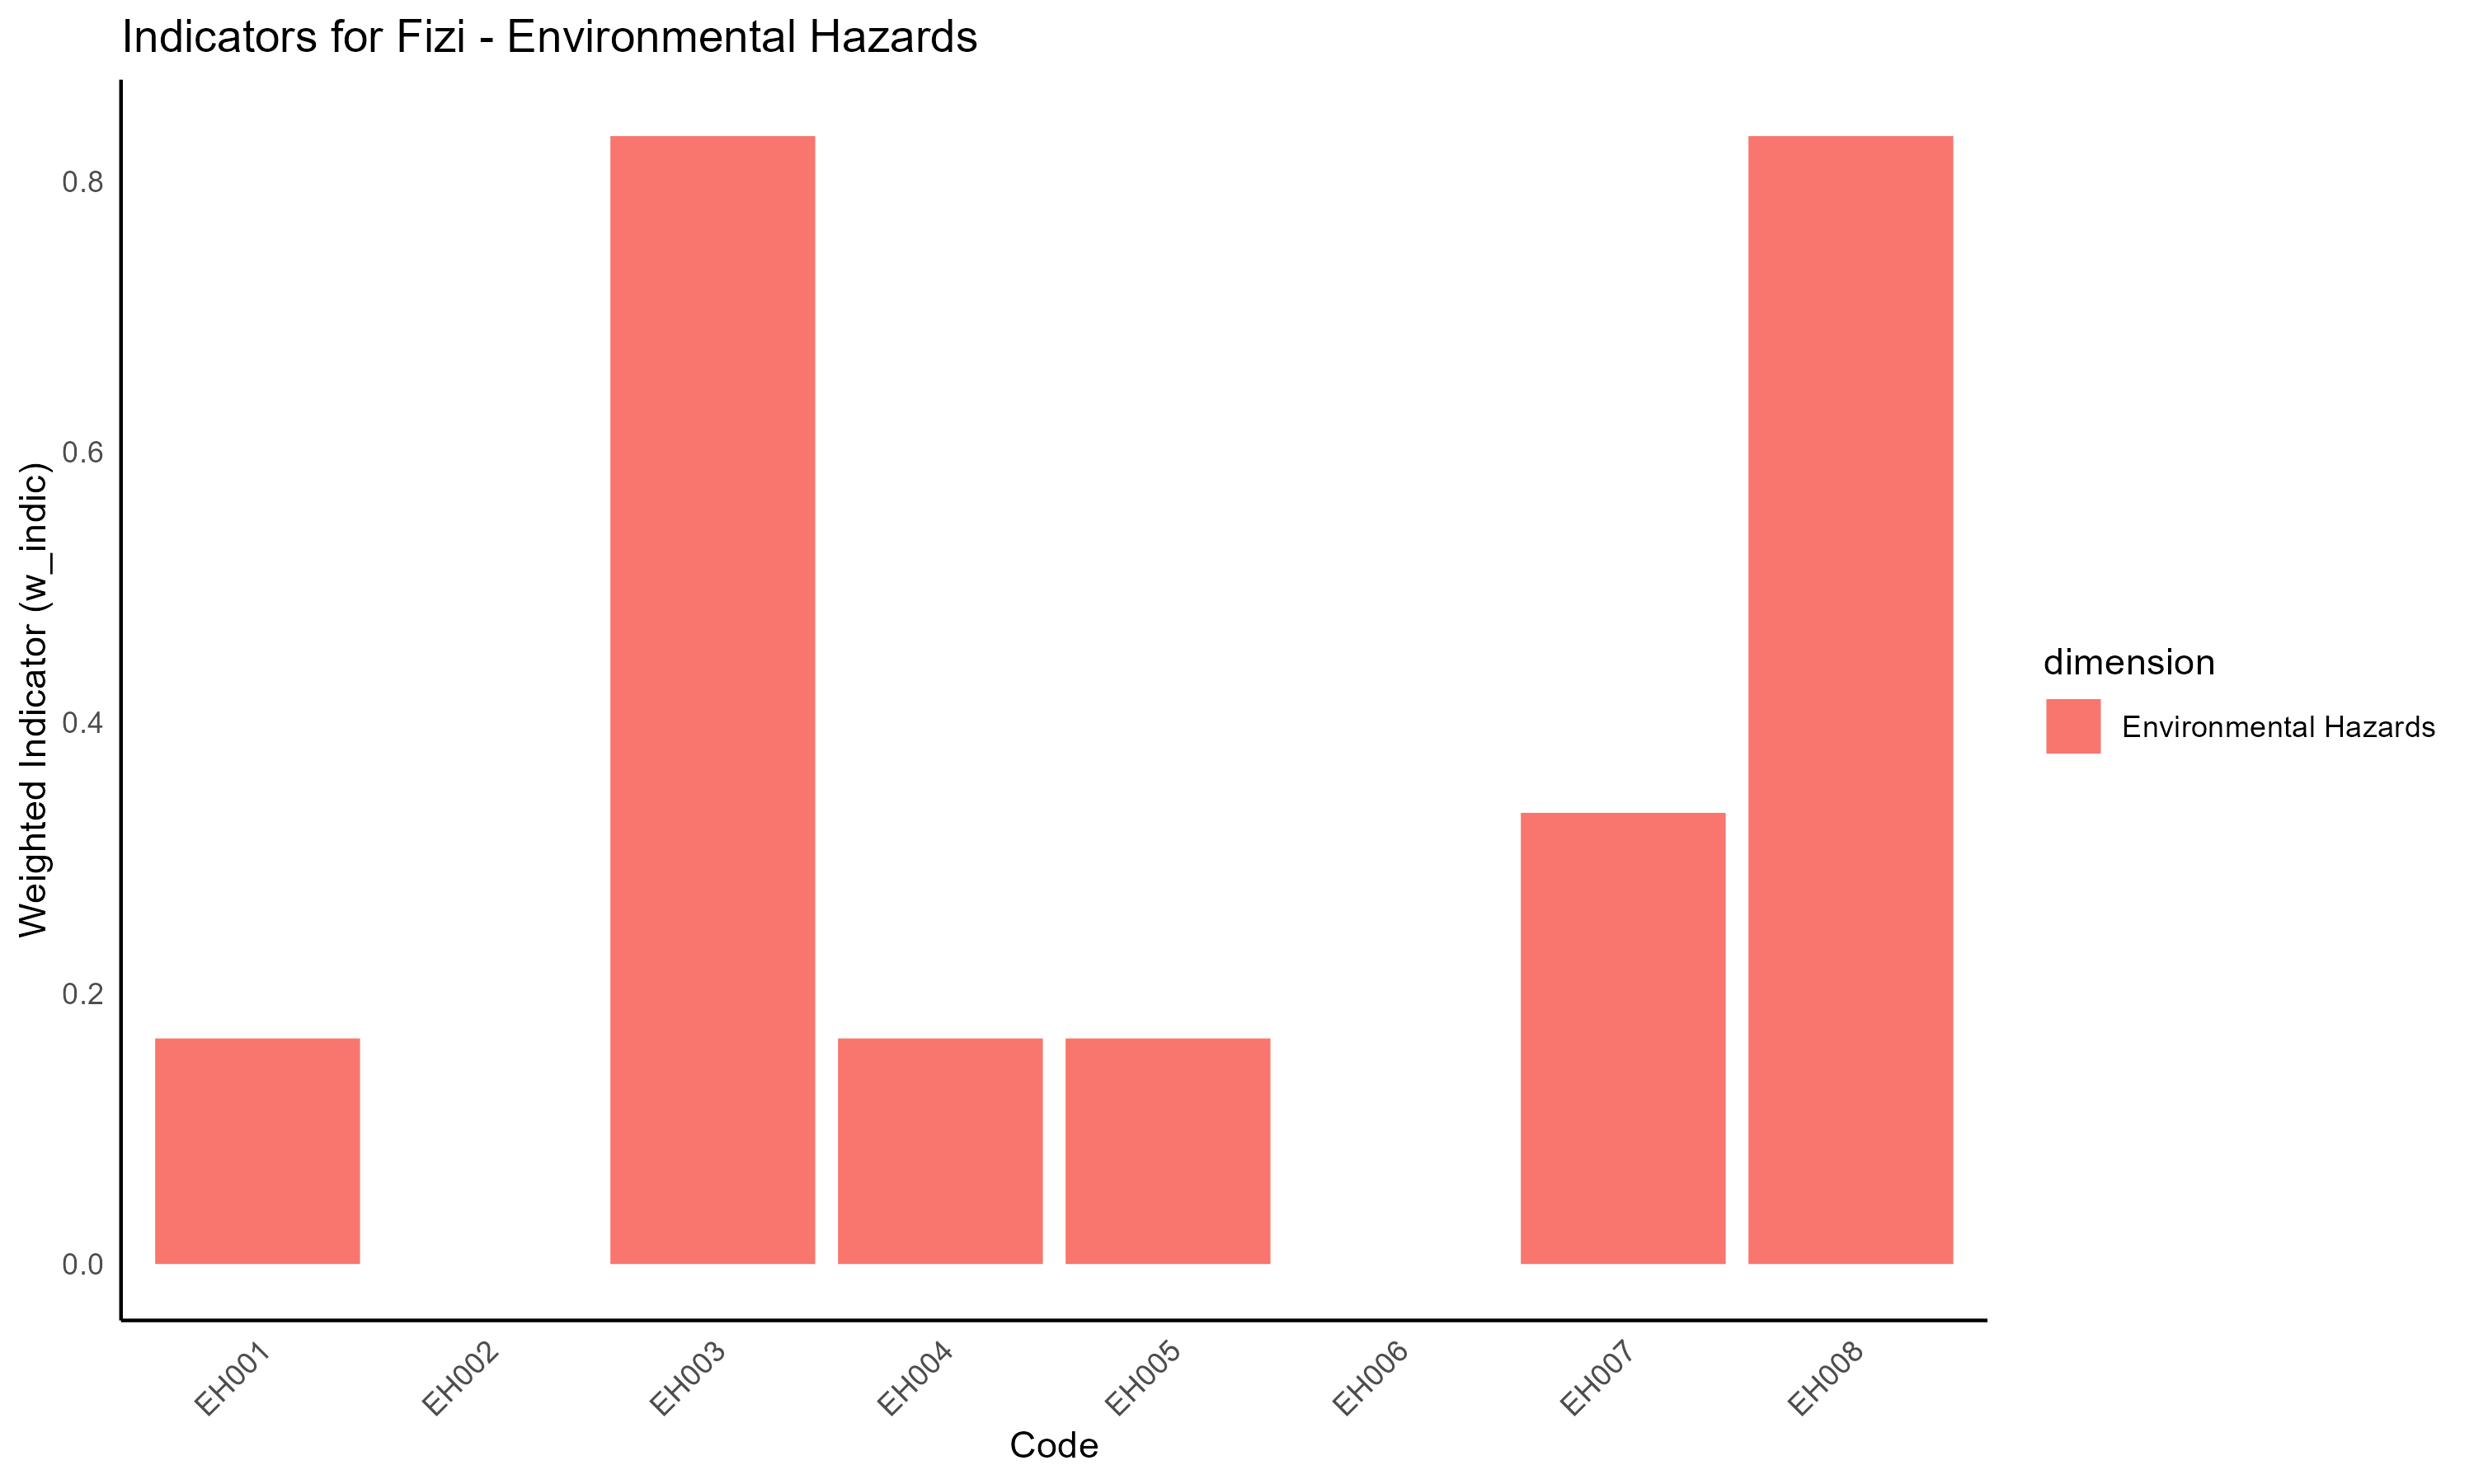 Indicators for Fizi - Environmental Hazards
Weighted Indicator (w_indic)
0.8
0.6
0.4
0.2
0.0
EH001
EH002
EH003
EH004
EH005
EH006
EH007
EH008
Code
dimension
Environmental Hazards